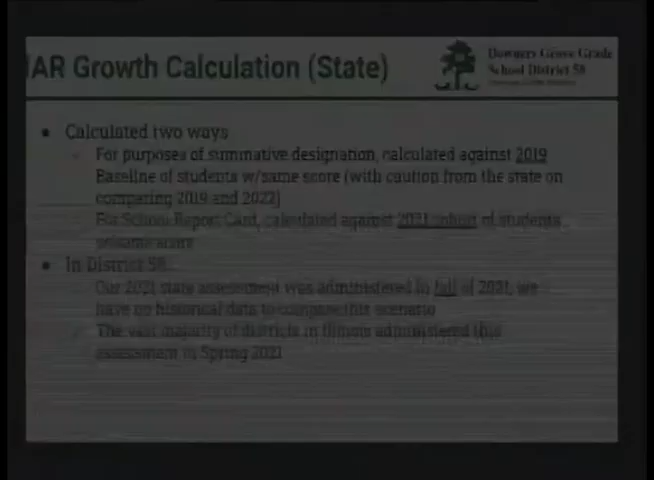 IAR Growth Calculation (State)
Downers Grove Grade
School District 58
• Calculated two ways
For purposes of summative designation, calculated against 2019
Baseline of students w/same score (with caution from the state on
comparing 2019 and 2022)
For School Report Card, calculated against 2021 cohort of students
w/same score
• In District 58...
Our 2021 state assessment was administered in fall of 2021, we
have no historical data to compare this scenario
The vast majority of districts in Illinois administered this
assessment in Spring 2021